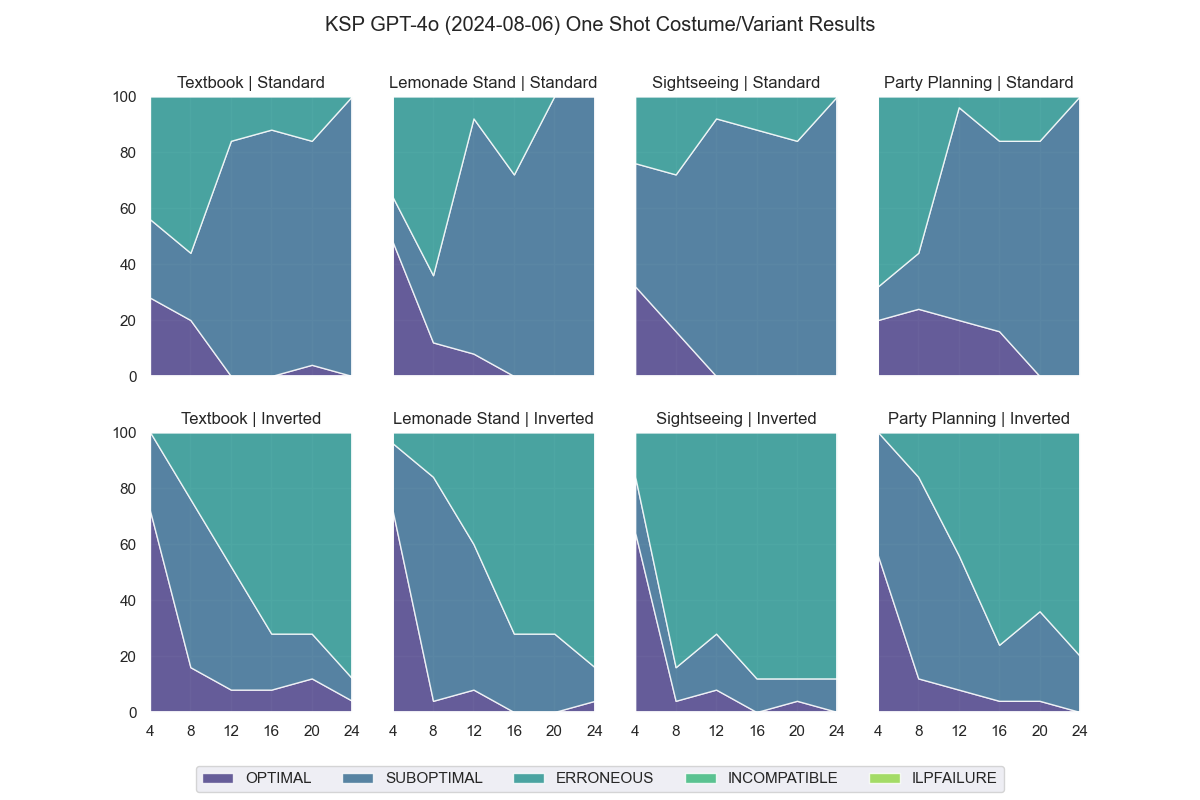 KSP GPT-4o (2024-08-06) One Shot Costume/Variant Results
Textbook | Standard
Lemonade Stand | Standard
Sightseeing | Standard
Party Planning | Standard
100
80
60
40
20
0
Textbook | Inverted
Lemonade Stand | Inverted
Sightseeing | Inverted
Party Planning | Inverted
100
80
60
40
20
0
4 8 12 16 20 24
4 8 12 16 20 24
4 8 12 16 20 24
4 8 12 16 20 24
OPTIMAL SUBOPTIMAL ERRONEOUS INCOMPATIBLE ILPFAILURE